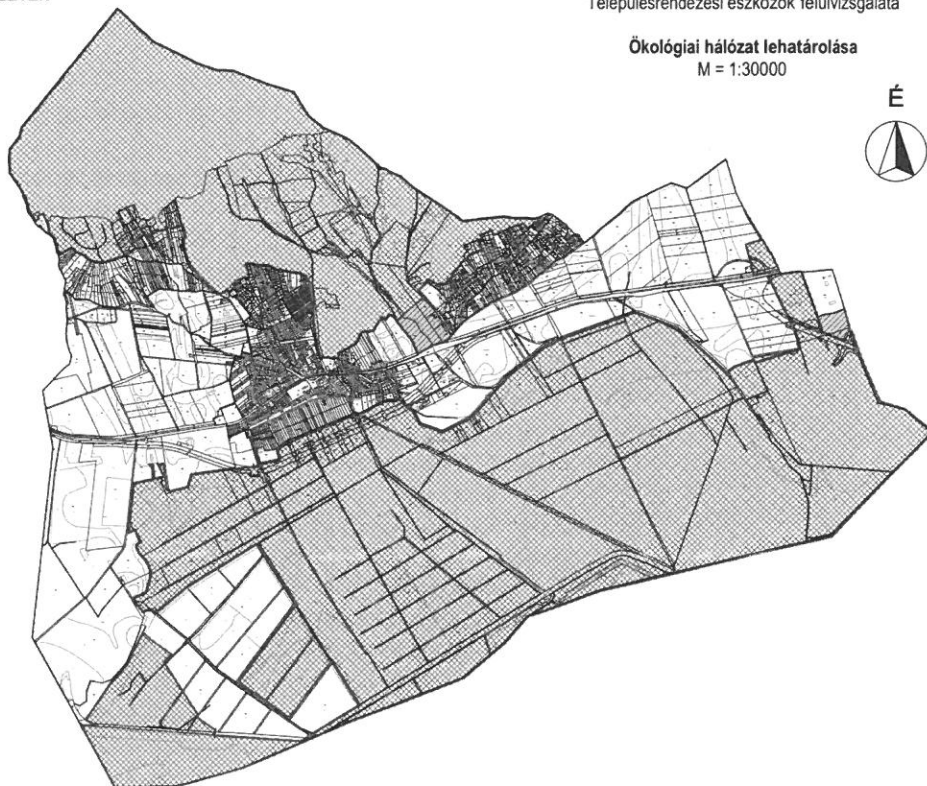 Településrendezési eszközök felülvizsgálata
Ökológiai hálózat lehatárolása
M = 1:30000
É